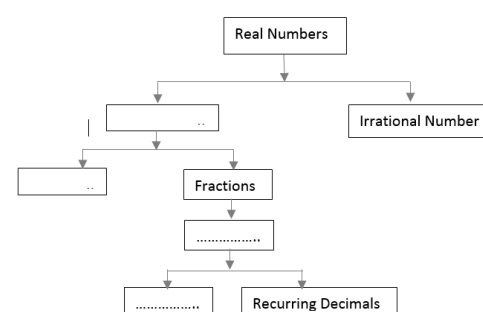 Real Numbers
..
Irrational Number
..
Fractions
……………..
……………..
Recurring Decimals